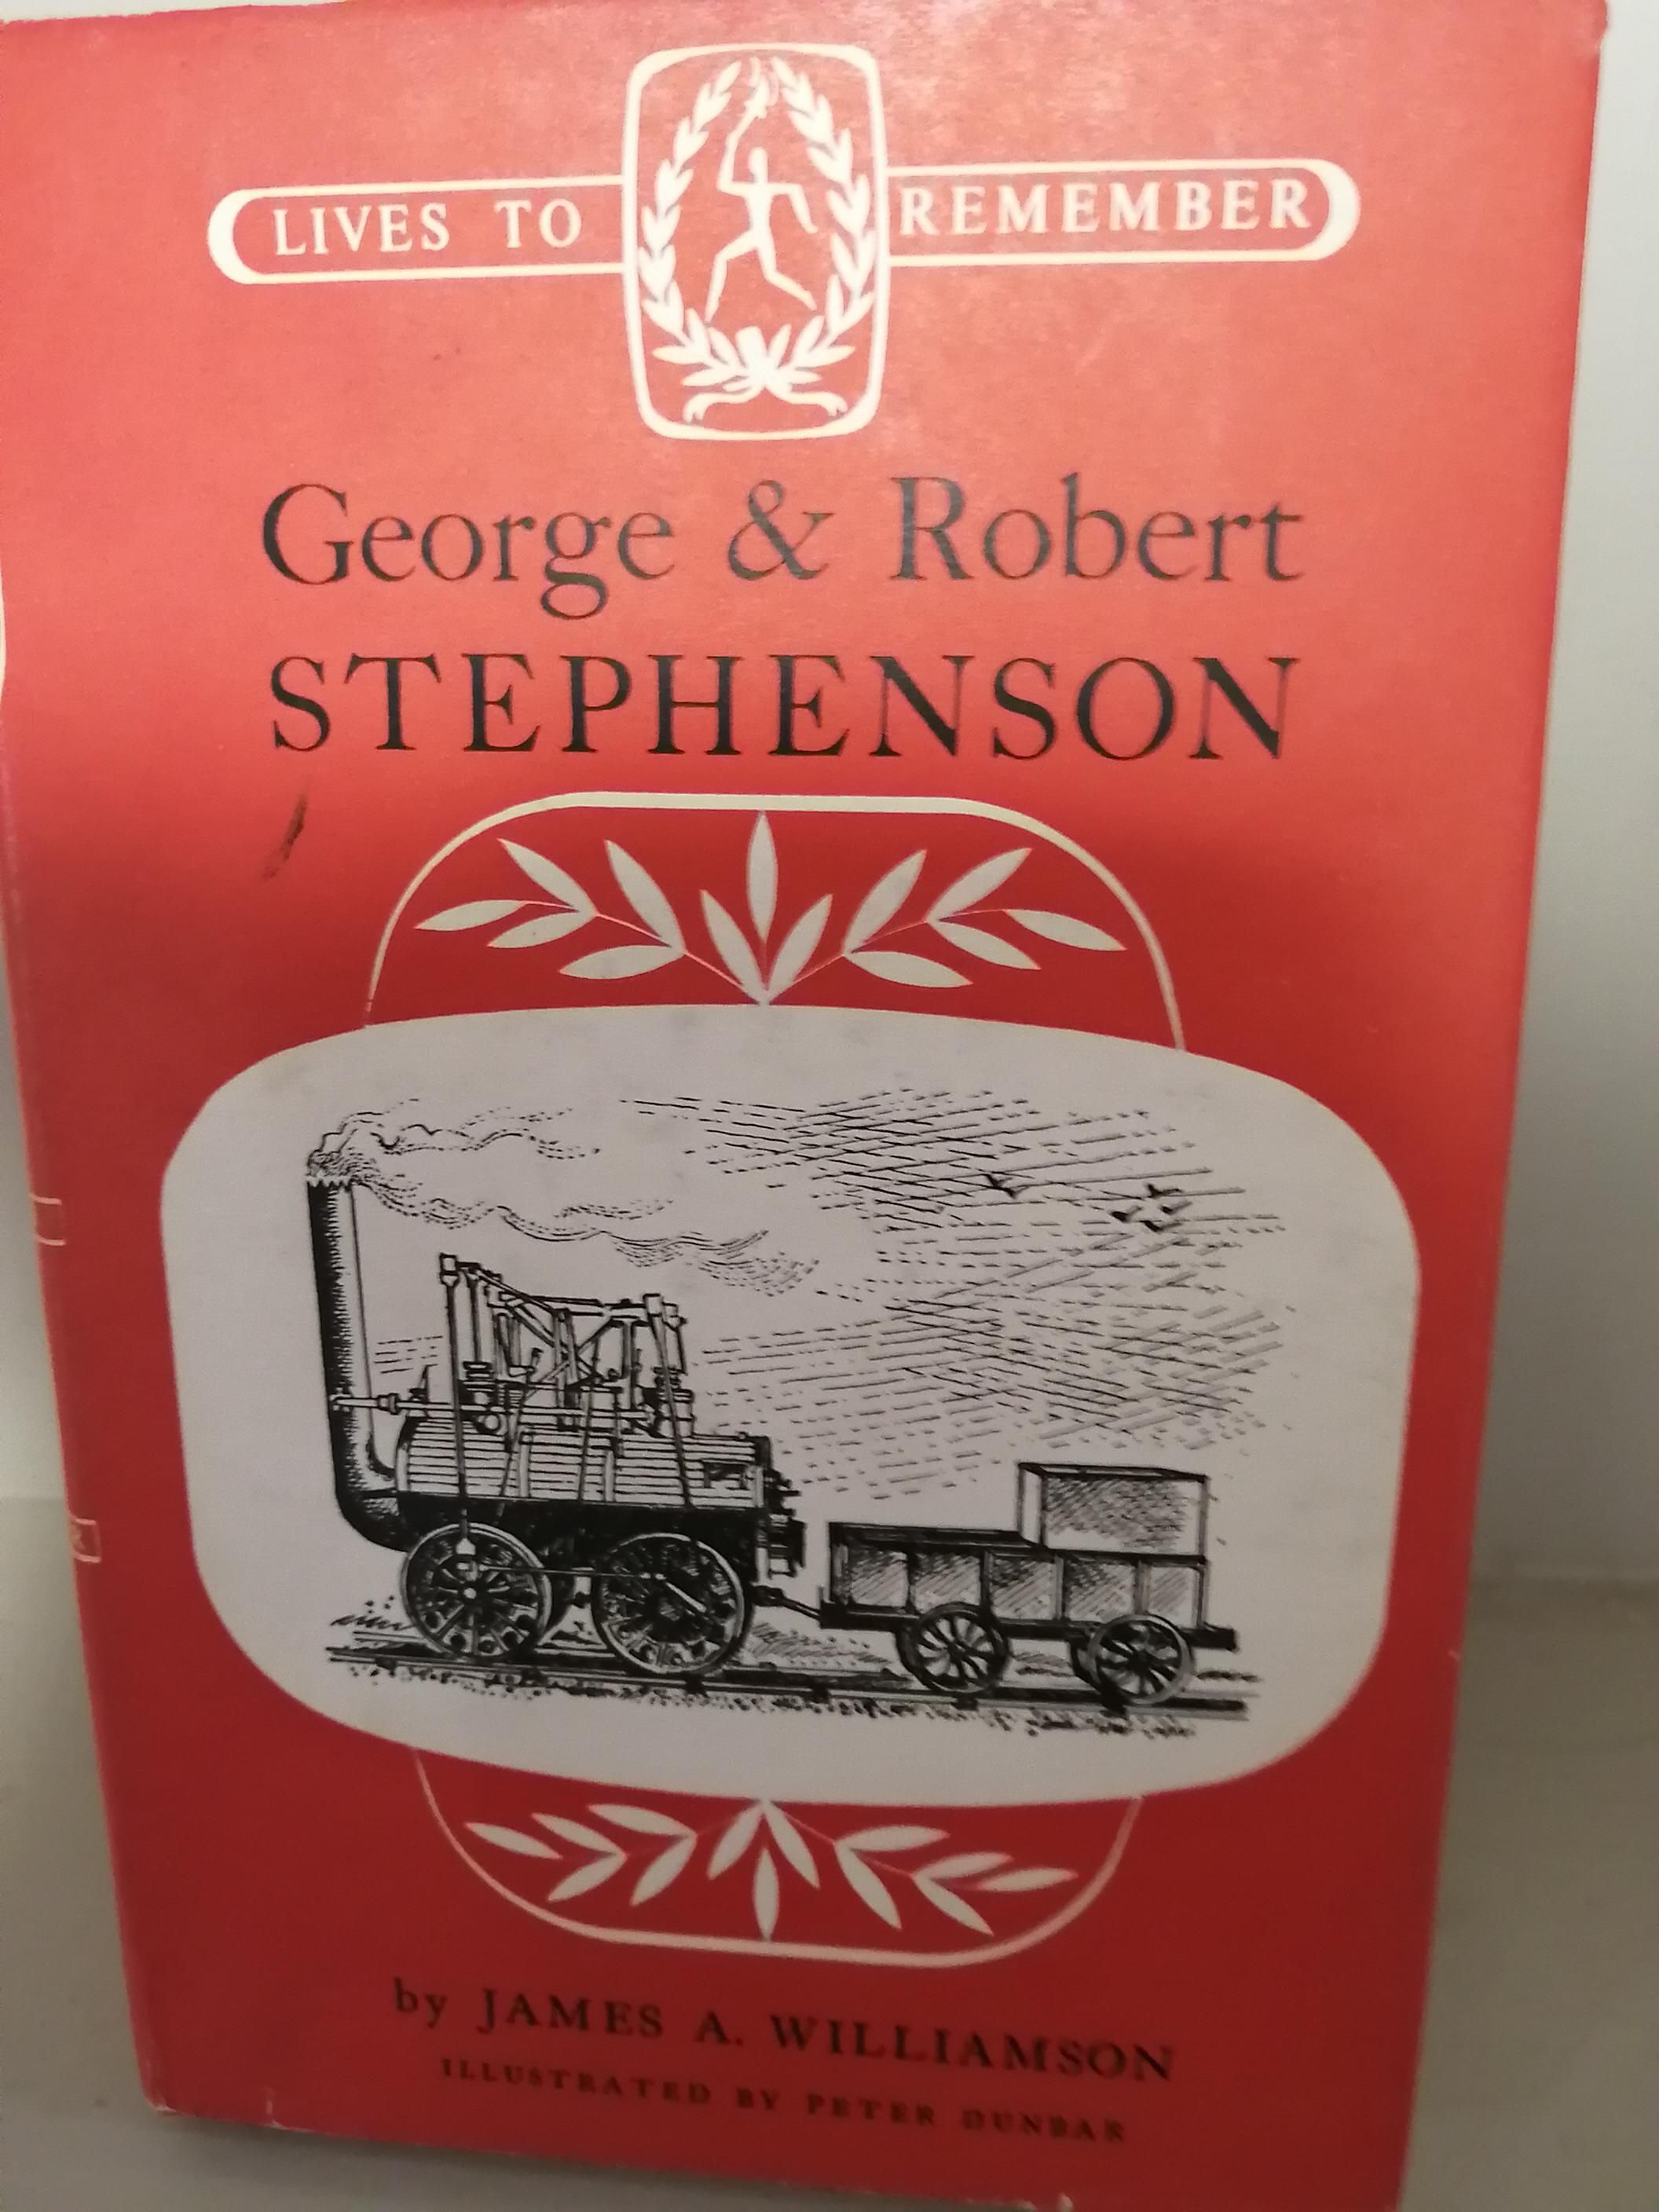 LIVES TO REMEMBER
George & Robert
STEPHENSON
by JAMES A. WILLIAMSON
ILLUSTRATED BY PETER DUNBAR